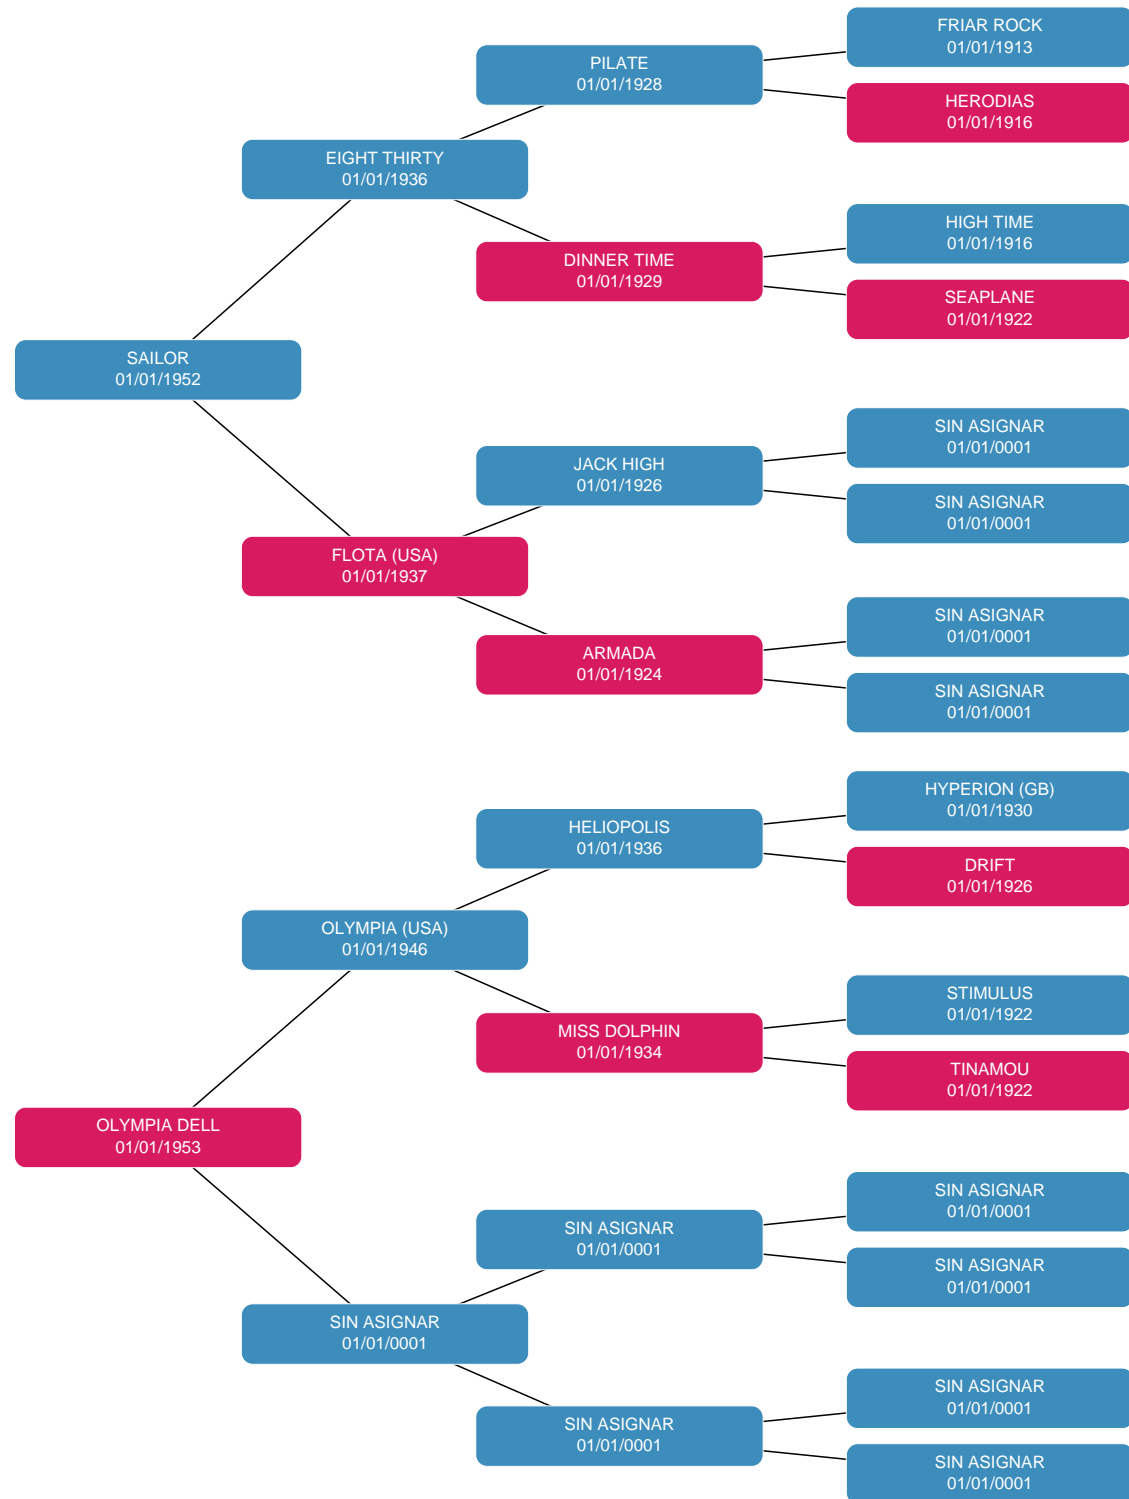 FRIAR ROCK
01/01/1913
PILATE
01/01/1928
HERODIAS
01/01/1916
EIGHT THIRTY
01/01/1936
HIGH TIME
01/01/1916
DINNER TIME
01/01/1929
SEAPLANE
01/01/1922
SAILOR
01/01/1952
SIN ASIGNAR
01/01/0001
JACK HIGH
01/01/1926
SIN ASIGNAR
01/01/0001
FLOTA (USA)
01/01/1937
SIN ASIGNAR
01/01/0001
ARMADA
01/01/1924
SIN ASIGNAR
01/01/0001
HYPERION (GB)
01/01/1930
HELIOPOLIS
01/01/1936
DRIFT
01/01/1926
OLYMPIA (USA)
01/01/1946
STIMULUS
01/01/1922
MISS DOLPHIN
01/01/1934
TINAMOU
01/01/1922
OLYMPIA DELL
01/01/1953
SIN ASIGNAR
01/01/0001
SIN ASIGNAR
01/01/0001
SIN ASIGNAR
01/01/0001
SIN ASIGNAR
01/01/0001
SIN ASIGNAR
01/01/0001
SIN ASIGNAR
01/01/0001
SIN ASIGNAR
01/01/0001